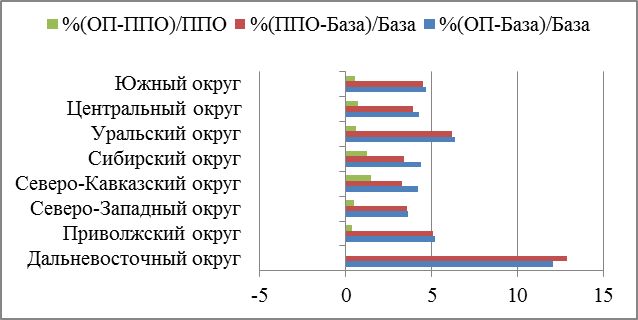 %(ОП-ППО)/ППО %(ППО-База)/База %(ОП-База)/База
Южный округ
Центральный округ
Уральский округ
Сибирский округ
Северо-Кавказский округ
Северо-Западный округ
Приволжский округ
Дальневосточный округ
-5 0 5 10 15